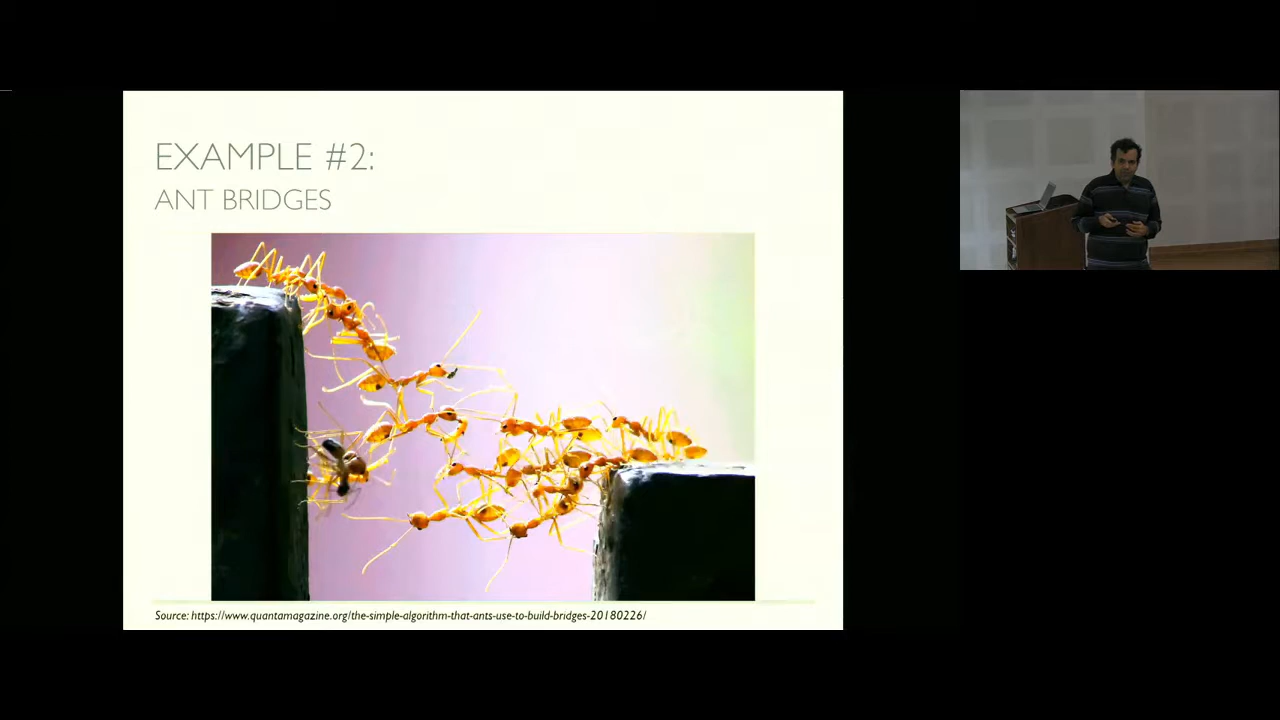 EXAMPLE #2:
ANT BRIDGES
Source: https://www.quantamagazine.org/the-simple-algorithm-that-ants-use-to-build-bridges-20180226/